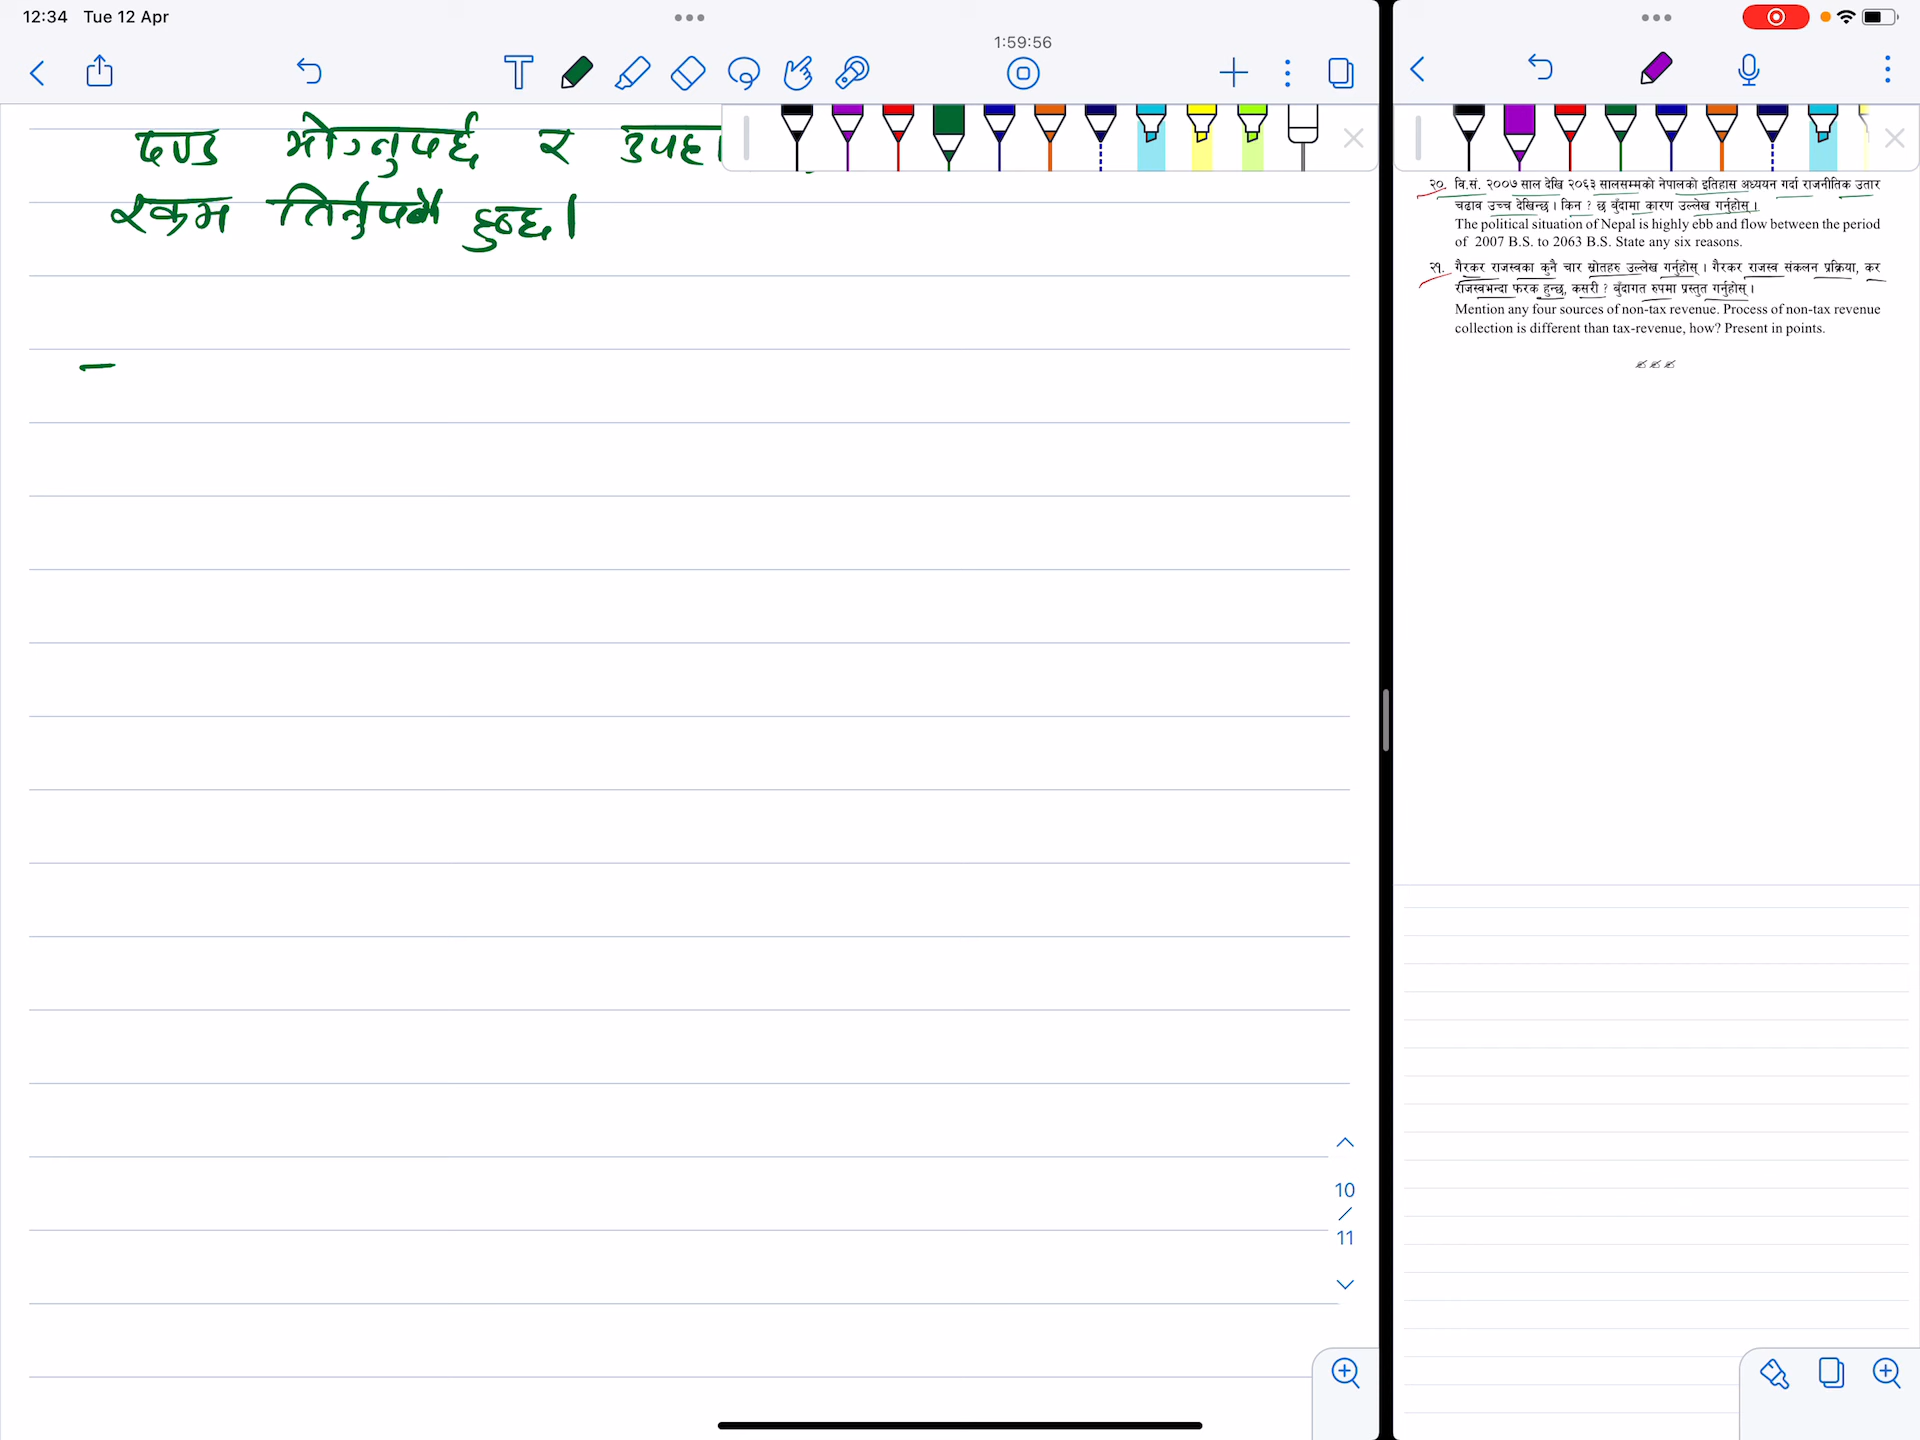 12:34 Tue 12 Apr
1:59:56
दण्ड भोग्नुपर्छ र
रकम तिर्नुपर्ने हुन्छ।
10
/
11
२०. वि.सं. २००७ साल देखि २०६३ सालसम्मको नेपालको इतिहास अध्ययन गर्दा राजनीतिक उतार
चढाव उच्च देखिन्छ । किन ? छ बुँदामा कारण उल्लेख गर्नुहोस् ।
The political situation of Nepal is highly ebb and flow between the period
of 2007 B.S. to 2063 B.S. State any six reasons.
२१. गैरकर राजस्वका कुनै चार स्रोतहरु उल्लेख गर्नुहोस् । गैरकर राजस्व संकलन प्रक्रिया, कर
राजस्वभन्दा फरक हुन्छ, कसरी ? बुँदागत रुपमा प्रस्तुत गर्नुहोस् ।
Mention any four sources of non-tax revenue. Process of non-tax revenue
collection is different than tax-revenue, how? Present in points.